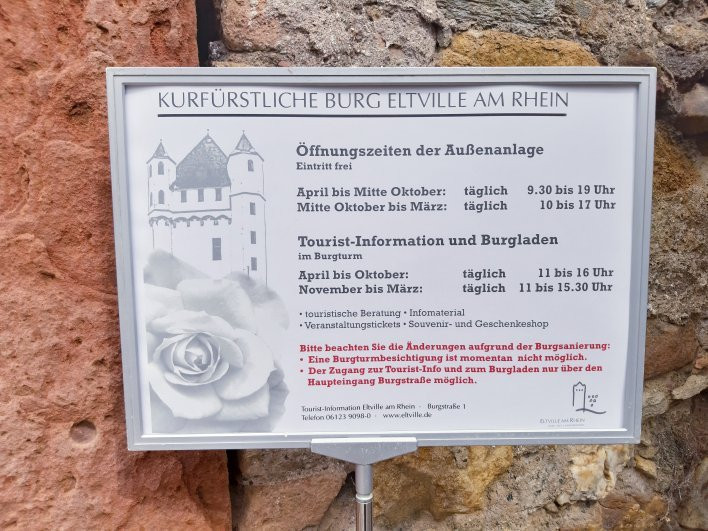 KURFÜRSTLICHE BURG ELTVILLE AM RHEIN
Öffnungszeiten der Außenanlage
Eintritt frei
April bis Mitte Oktober: täglich 9.30 bis 19 Uhr
Mitte Oktober bis März: täglich 10 bis 17 Uhr
Tourist-Information und Burgladen
im Burgturm
April bis Oktober: täglich 11 bis 16 Uhr
November bis März: täglich 11 bis 15.30 Uhr
• touristische Beratung • Infomaterial
• Veranstaltungstickets • Souvenir- und Geschenkeshop
Bitte beachten Sie die Änderungen aufgrund der Burgsanierung:
• Eine Burgturmbesichtigung ist momentan nicht möglich.
• Der Zugang zur Tourist-Info und zum Burgladen nur über den
Haupteingang Burgstraße möglich.
Tourist-Information Eltville am Rhein · Burgstraße 1
Telefon 06123 9098-0 · www.eltville.de
ELTVILLE AM RHEIN